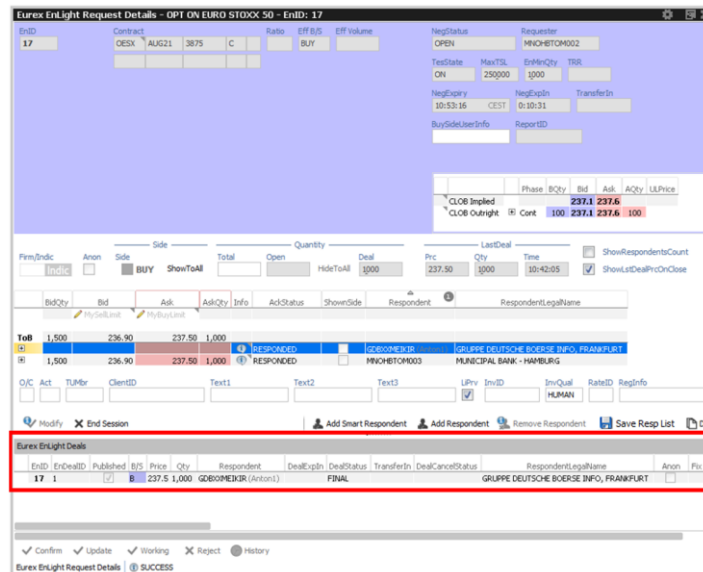 Eurex EnLight Request Details - OPT ON EURO STOXX 50 - EnID: 17
EnID Contract Ratio Eff B/S Eff Volume NegStatus Requester
17 OESX AUG21 3875 C BUY OPEN MNOHBTOM002
TesState MaxTSL EnMinQty TRR
ON 250000 1000
NegExpiry NegExpIn TransferIn
10:53:16 CEST 0:10:31
BuySideUserInfo ReportID
Phase BQty Bid Ask AQty ULPrice
CLOB Implied 237.1 237.6
CLOB Outright Cont 100 237.1 237.6 100
Side Quantity LastDeal
Firm/Indic Anon Side Total Open Deal Prc Qty Time ShowRespondentsCount
Indic BUY ShowToAll HideToAll 1000 237.50 1000 10:42:05 ShowLstDealPrcOnClose
BidQty Bid Ask AskQty Info AckStatus ShownSide Respondent 1 RespondentLegalName
MySellLimit MyBuyLimit
ToB 1,500 236.90 237.50 1,000
RESPONDED GDBXXMEIKIR (Anton1) GRUPPE DEUTSCHE BOERSE INFO, FRANKFURT
1,500 236.90 237.50 1,000 RESPONDED MNOHBTOM003 MUNICIPAL BANK - HAMBURG
O/C Act TUMbr ClientID Text1 Text2 Text3 LiPrv InvID InvQual RateID RegInfo
HUMAN
Modify End Session Add Smart Respondent Add Respondent Remove Respondent Save Resp List
Eurex EnLight Deals
EnID EnDealID Published B/S Price Qty Respondent DealExpIn DealStatus TransferIn DealCancelStatus RespondentLegalName Anon Fix
17 1 B 237.5 1,000 GDBXXMEIKIR (Anton1) FINAL GRUPPE DEUTSCHE BOERSE INFO, FRANKFURT
Confirm Update Working Reject History
Eurex EnLight Request Details SUCCESS